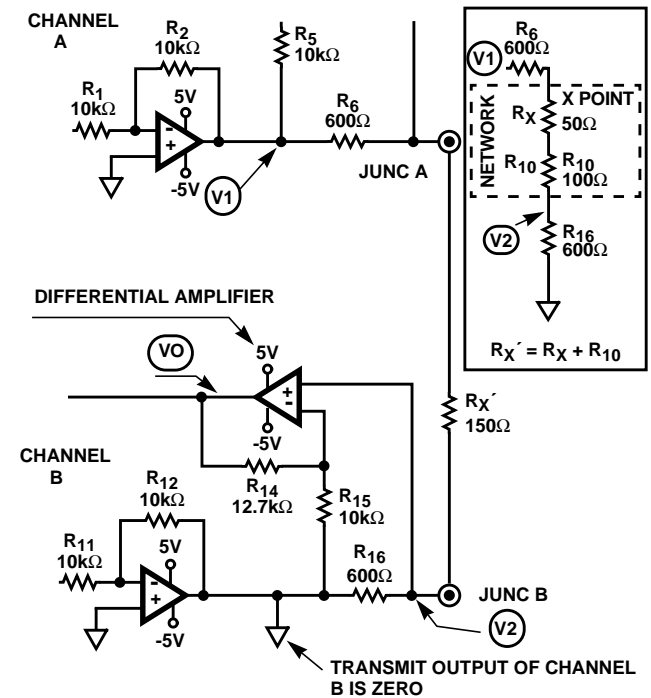 CHANNEL
A
R1
10kΩ
R2
10kΩ
5V
-
+
-5V
V1
R5
10kΩ
R6
600Ω
JUNC A
V1
R6
600Ω
NETWORK
X POINT
RX
50Ω
R10
R10
100Ω
V2
R16
600Ω
RX´ = RX + R10
DIFFERENTIAL AMPLIFIER
VO
5V
+
-
-5V
RX´
150Ω
CHANNEL
B
R14
12.7kΩ
R15
10kΩ
R12
10kΩ
R11
10kΩ
5V
-
+
-5V
R16
600Ω
JUNC B
V2
TRANSMIT OUTPUT OF CHANNEL
B IS ZERO